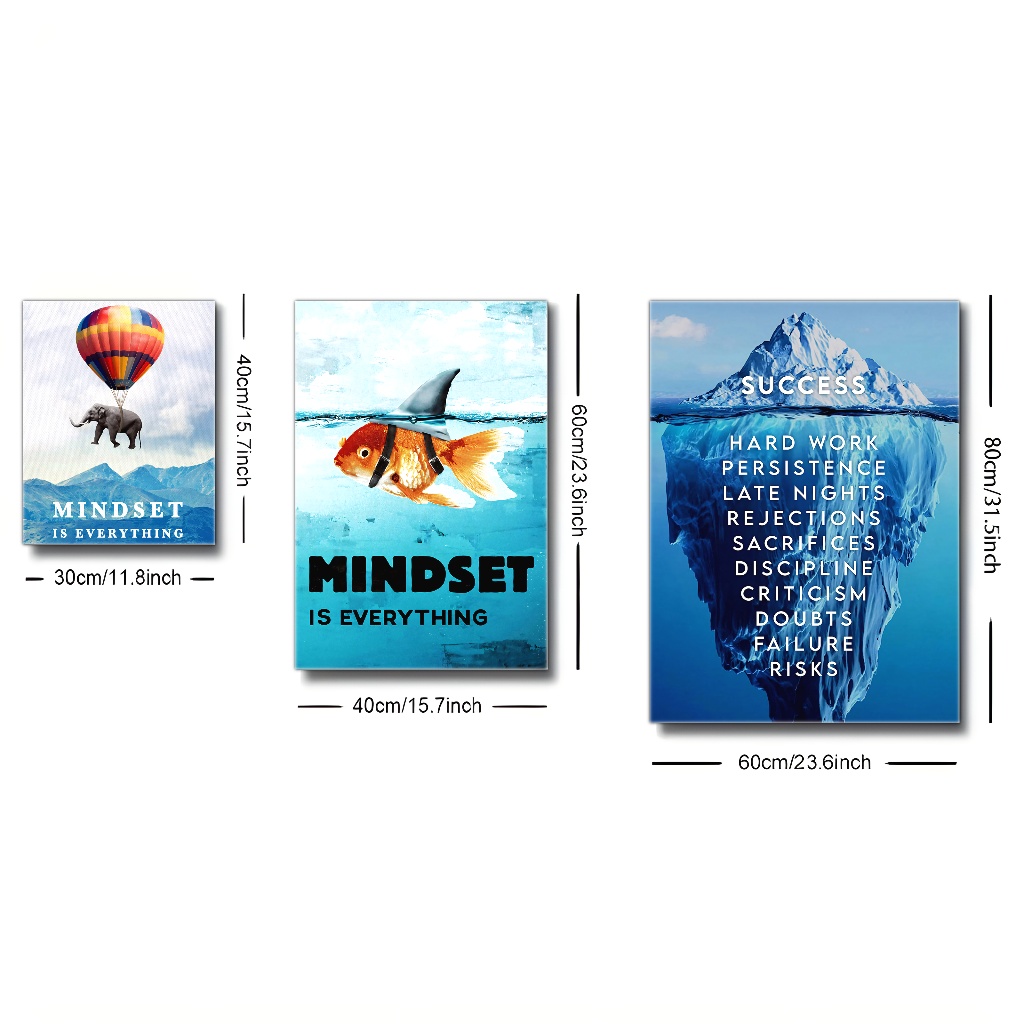 MINDSET
IS EVERYTHING
40cm/15.7inch
30cm/11.8inch
MINDSET
IS EVERYTHING
60cm/23.6inch
40cm/15.7inch
SUCCESS
HARD WORK
PERSISTENCE
LATE NIGHTS
REJECTIONS
SACRIFICES
DISCIPLINE
CRITICISM
DOUBTS
FAILURE
RISKS
80cm/31.5inch
60cm/23.6inch